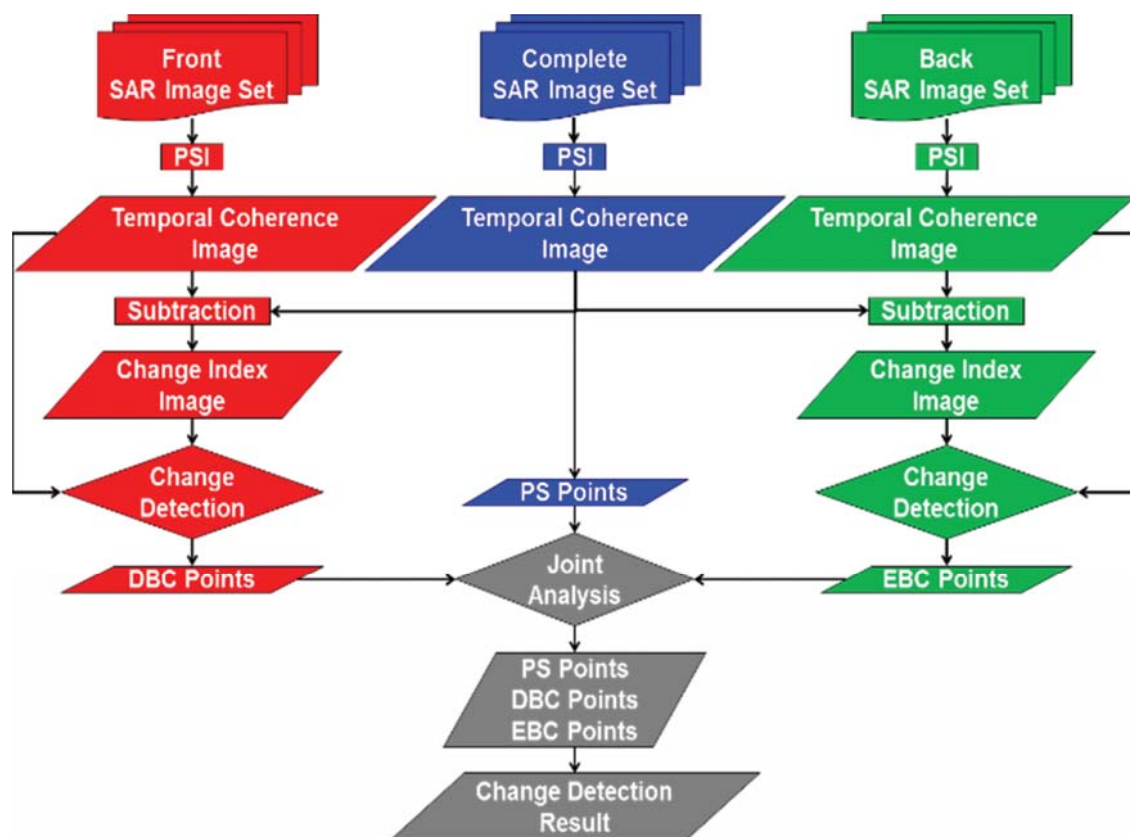 Front
SAR Image Set
Complete
SAR Image Set
Back
SAR Image Set
PSI
PSI
PSI
Temporal Coherence
Image
Temporal Coherence
Image
Temporal Coherence
Image
Subtraction
Subtraction
Change Index
Image
Change Index
Image
Change
Detection
PS Points
Change
Detection
DBC Points
Joint
Analysis
EBC Points
PS Points
DBC Points
EBC Points
Change Detection
Result